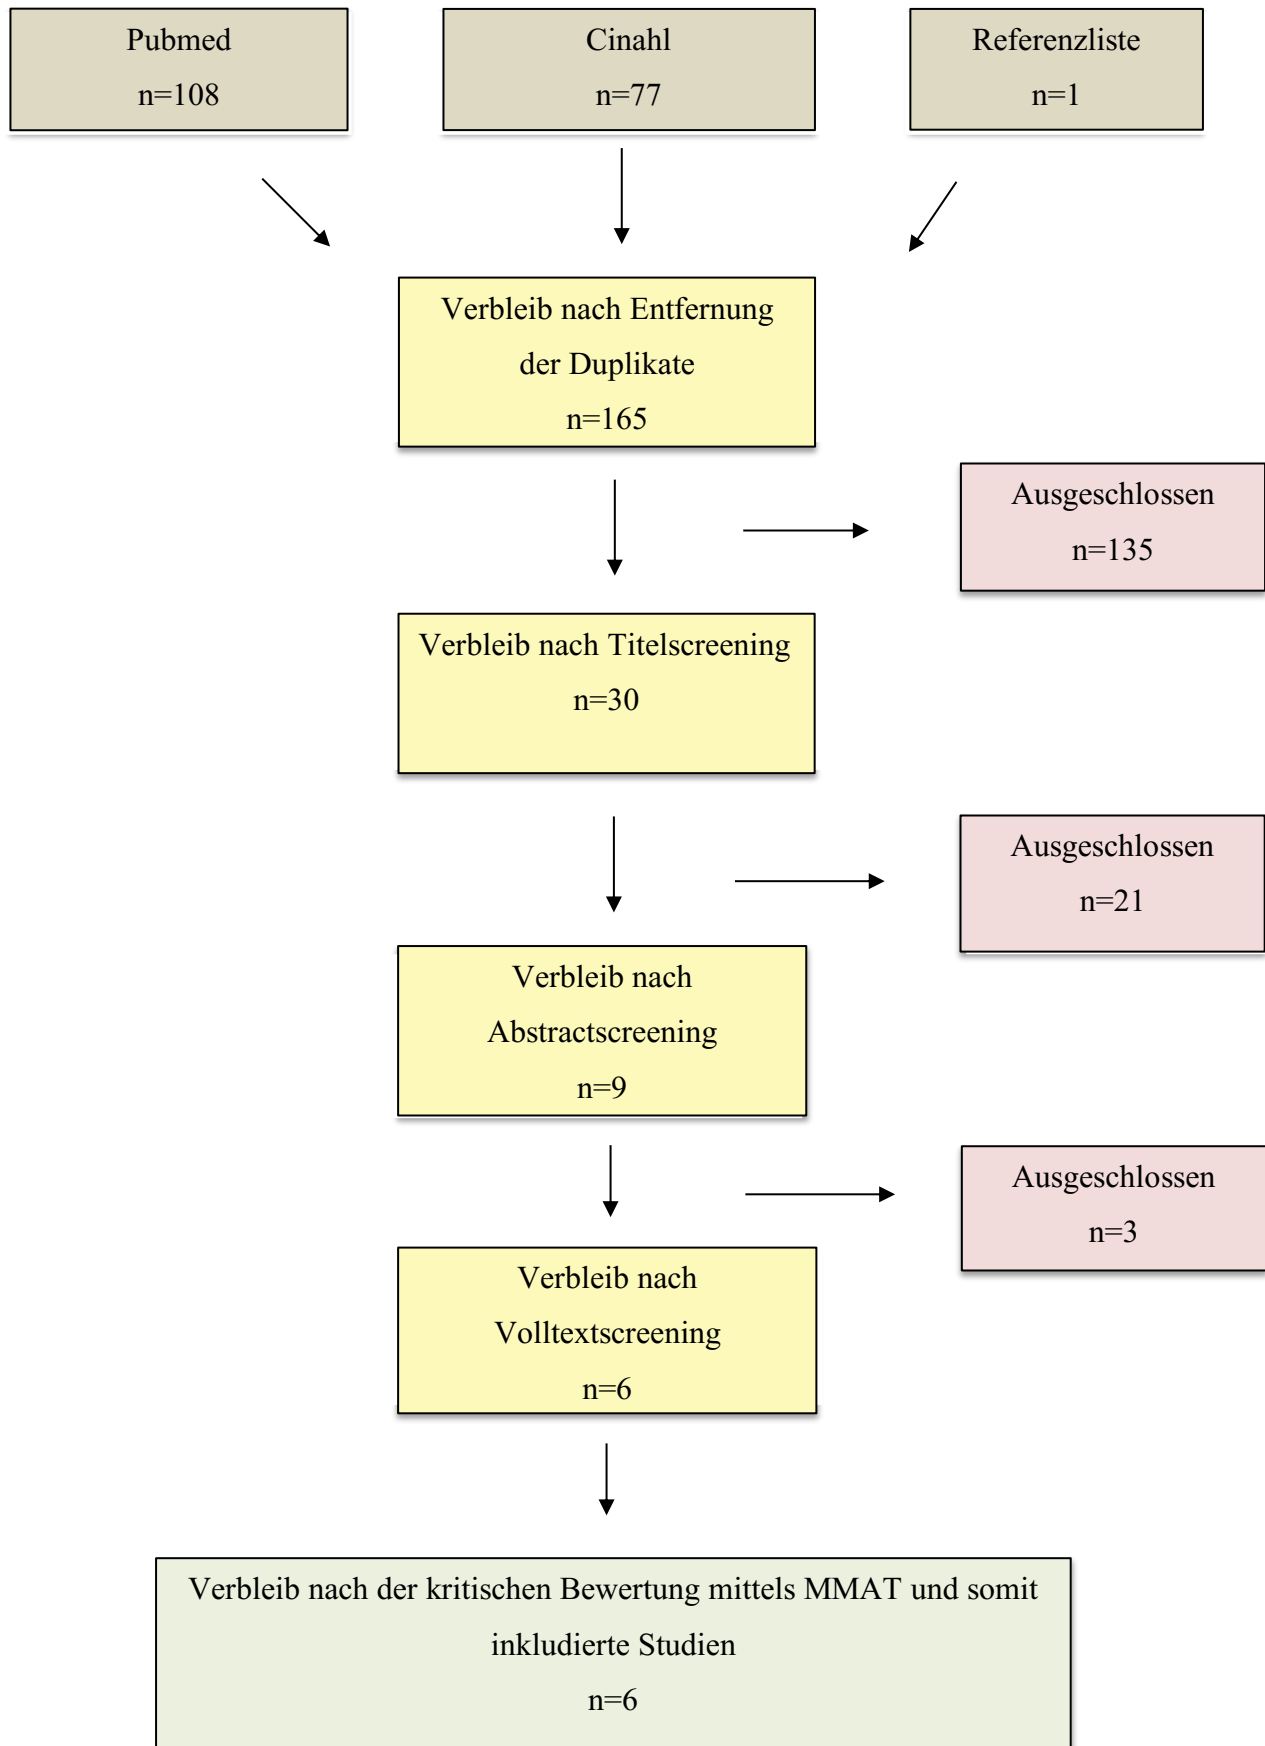 Pubmed
n=108
Cinahl
n=77
Referenzliste
n=1
Verbleib nach Entfernung
der Duplikate
n=165
Ausgeschlossen
n=135
Verbleib nach Titelscreening
n=30
Ausgeschlossen
n=21
Verbleib nach
Abstractscreening
n=9
Ausgeschlossen
n=3
Verbleib nach
Volltextscreening
n=6
Verbleib nach der kritischen Bewertung mittels MMAT und somit
inkludierte Studien
n=6